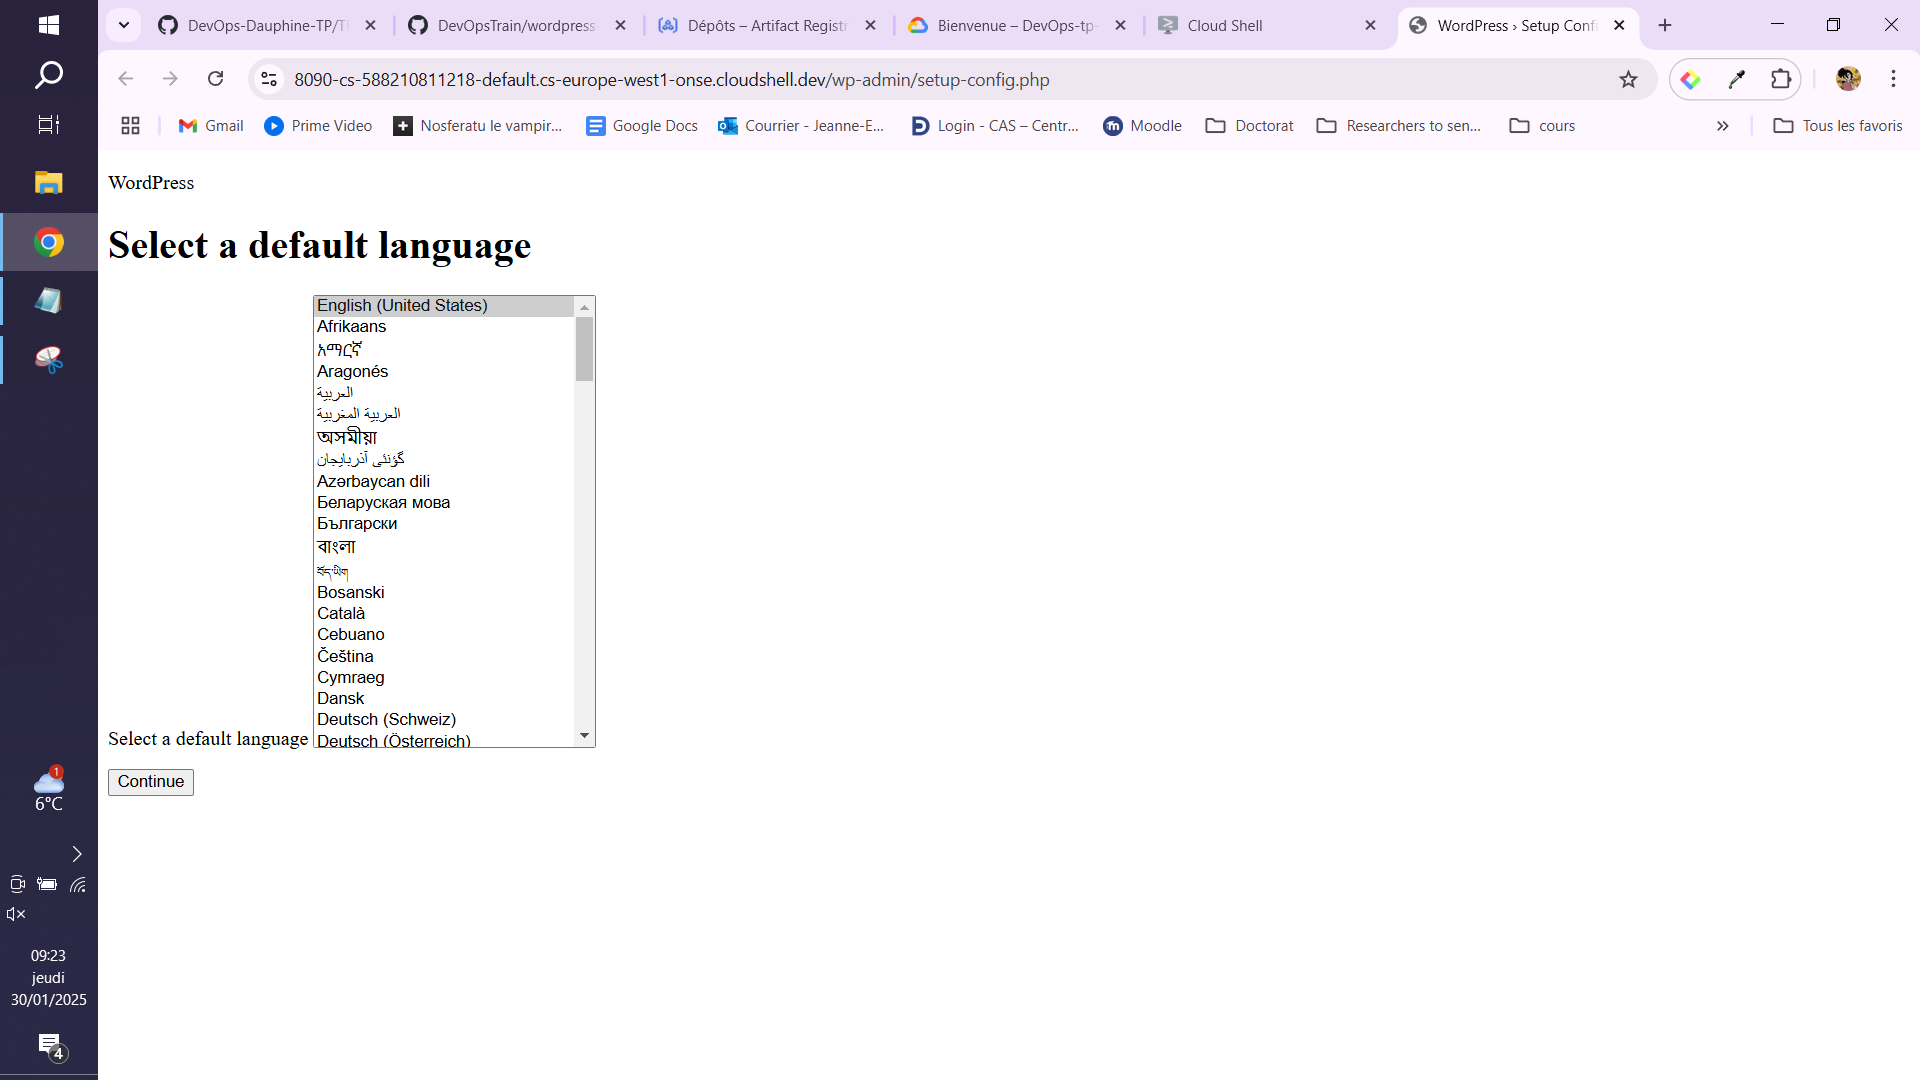 DevOps-Dauphine-TP/T
DevOpsTrain/wordpress-
Dépôts – Artifact Registr
Bienvenue – DevOps-tp-
Cloud Shell
WordPress › Setup Confi
8090-cs-588210811218-default.cs-europe-west1-onse.cloudshell.dev/wp-admin/setup-config.php
Gmail
Prime Video
Nosferatu le vampir...
Google Docs
Courrier - Jeanne-E...
Login - CAS – Centr...
Moodle
Doctorat
Researchers to sen...
cours
»
Tous les favoris
WordPress
Select a default language
English (United States)
Afrikaans
አማርኛ
Aragonés
العربية
العربية المغربية
অসমীয়া
گؤنئی آذربایجان
Azərbaycan dili
Беларуская мова
Български
বাংলা
བོད་ཡིག
Bosanski
Català
Cebuano
Čeština
Cymraeg
Dansk
Deutsch (Schweiz)
Deutsch (Österreich)
Select a default language
Continue
1
6°C
09:23
jeudi
30/01/2025
4